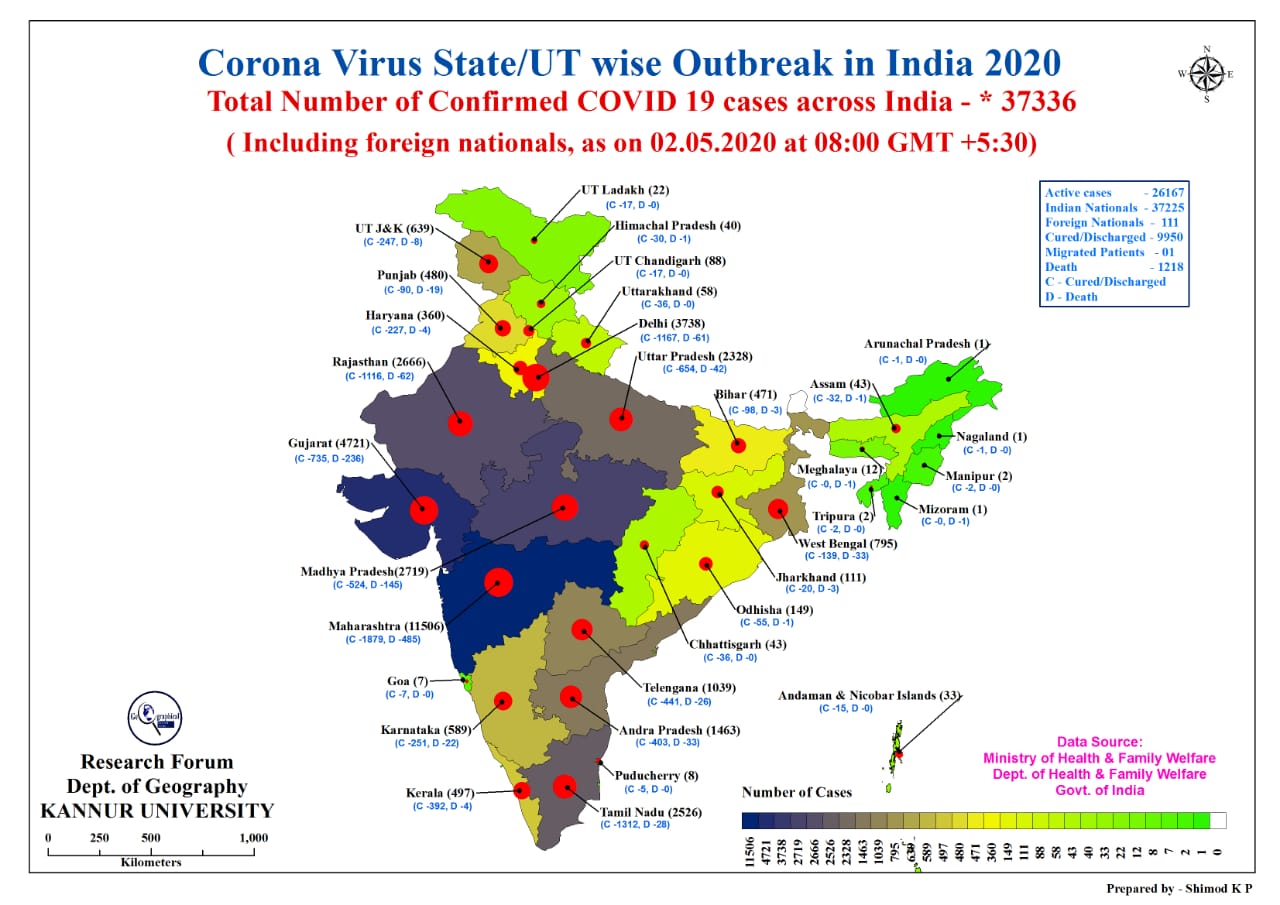 Corona Virus State/UT wise Outbreak in India 2020
Total Number of Confirmed COVID 19 cases across India - * 37336
( Including foreign nationals, as on 02.05.2020 at 08:00 GMT +5:30)
N
W E
S
Active cases - 26167
Indian Nationals - 37225
Foreign Nationals - 111
Cured/Discharged - 9950
Migrated Patients - 01
Death - 1218
C - Cured/Discharged
D - Death
UT Ladakh (22)
(C -17, D -0)
UT J&K (639)
(C -247, D -8)
Himachal Pradesh (40)
(C -30, D -1)
UT Chandigarh (88)
(C -17, D -0)
Punjab (480)
(C -90, D -19)
Uttarakhand (58)
(C -36, D -0)
Haryana (360)
(C -227, D -4)
Delhi (3738)
(C -1167, D -61)
Rajasthan (2666)
(C -1116, D -62)
Uttar Pradesh (2328)
(C -654, D -42)
Arunachal Pradesh (1)
(C -1, D -0)
Bihar (471)
(C -98, D -3)
Assam (43)
(C -32, D -1)
Gujarat (4721)
(C -735, D -236)
Nagaland (1)
(C -1, D -0)
Meghalaya (12)
(C -0, D -1)
Manipur (2)
(C -2, D -0)
Mizoram (1)
(C -0, D -1)
Tripura (2)
(C -2, D -0)
West Bengal (795)
(C -139, D -33)
Madhya Pradesh(2719)
(C -524, D -145)
Jharkhand (111)
(C -20, D -3)
Odhisha (149)
(C -55, D -1)
Maharashtra (11506)
(C -1879, D -485)
Chhattisgarh (43)
(C -36, D -0)
Goa (7)
(C -7, D -0)
Telengana (1039)
(C -441, D -26)
Andaman & Nicobar Islands (33)
(C -15, D -0)
Karnataka (589)
(C -251, D -22)
Andra Pradesh (1463)
(C -403, D -33)
Puducherry (8)
(C -5, D -0)
Kerala (497)
(C -392, D -4)
Tamil Nadu (2526)
(C -1312, D -28)
Research Forum
Dept. of Geography
KANNUR UNIVERSITY
0 250 500 1,000
Kilometers
Data Source:
Ministry of Health & Family Welfare
Dept. of Health & Family Welfare
Govt. of India
Number of Cases
11506 4721 3738 2719 2666 2526 2328 1463 1039 795 639 589 497 480 471 360 149 111 88 58 43 40 33 22 12 8 7 2 1 0
Prepared by - Shimod K P